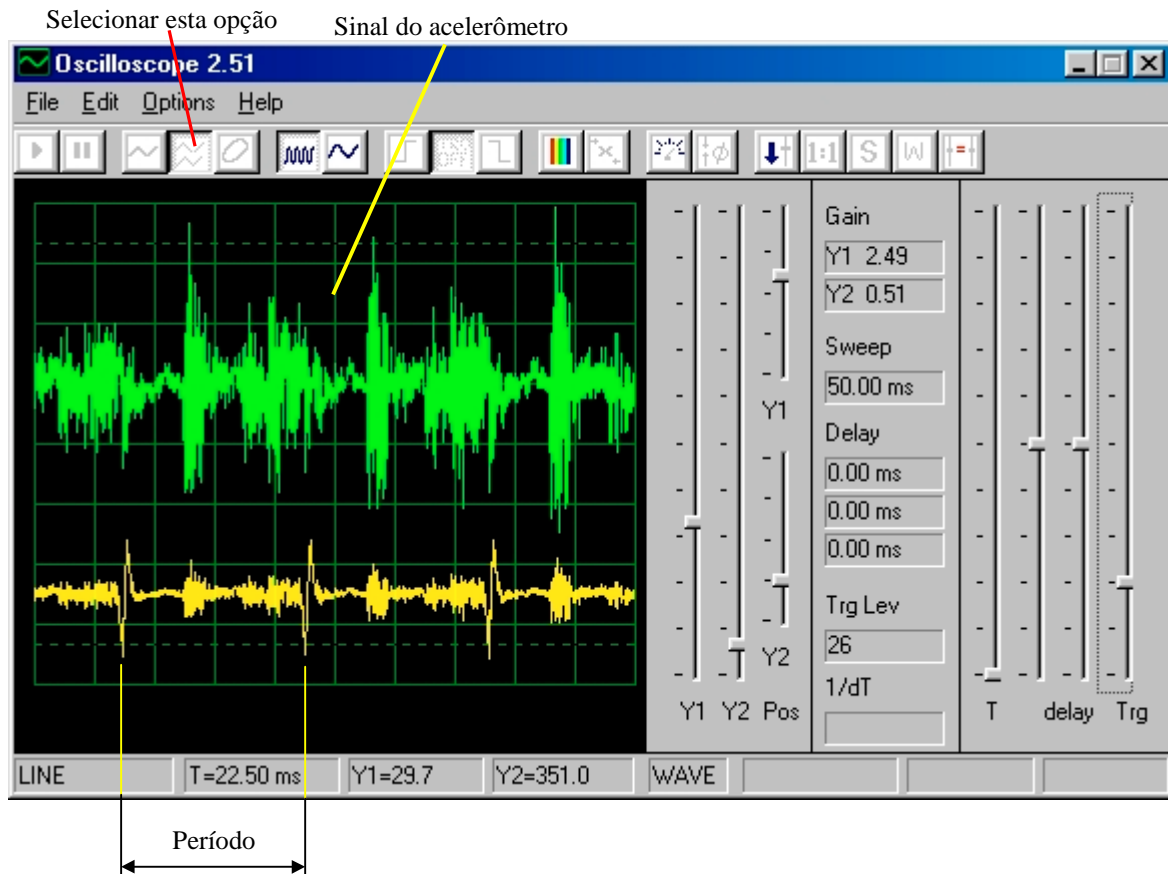 Selecionar esta opção
Sinal do acelerômetro
Oscilloscope 2.51
File Edit Options Help
OFF
1:1 S W
Gain
Y1 2.49
Y2 0.51
Sweep
50.00 ms
Y1
Delay
0.00 ms
0.00 ms
0.00 ms
Trg Lev
26
Y2
1/dT
Y1 Y2 Pos
T delay Trg
LINE T=22.50 ms Y1=29.7 Y2=351.0 WAVE
Período